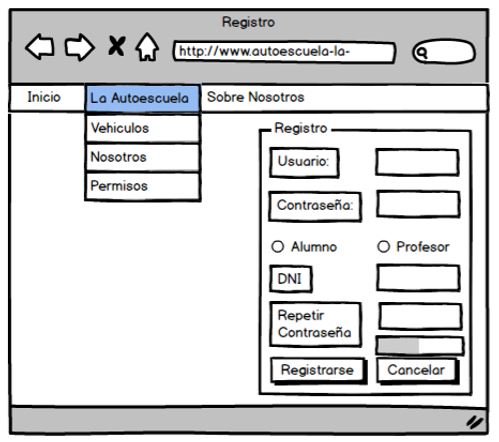 Registro
http://www.autoescuela-la-
Inicio La Autoescuela Sobre Nosotros
Vehiculos
Nosotros
Permisos
Registro
Usuario:
Contraseña:
Alumno Profesor
DNI
Repetir
Contraseña
Registrarse Cancelar